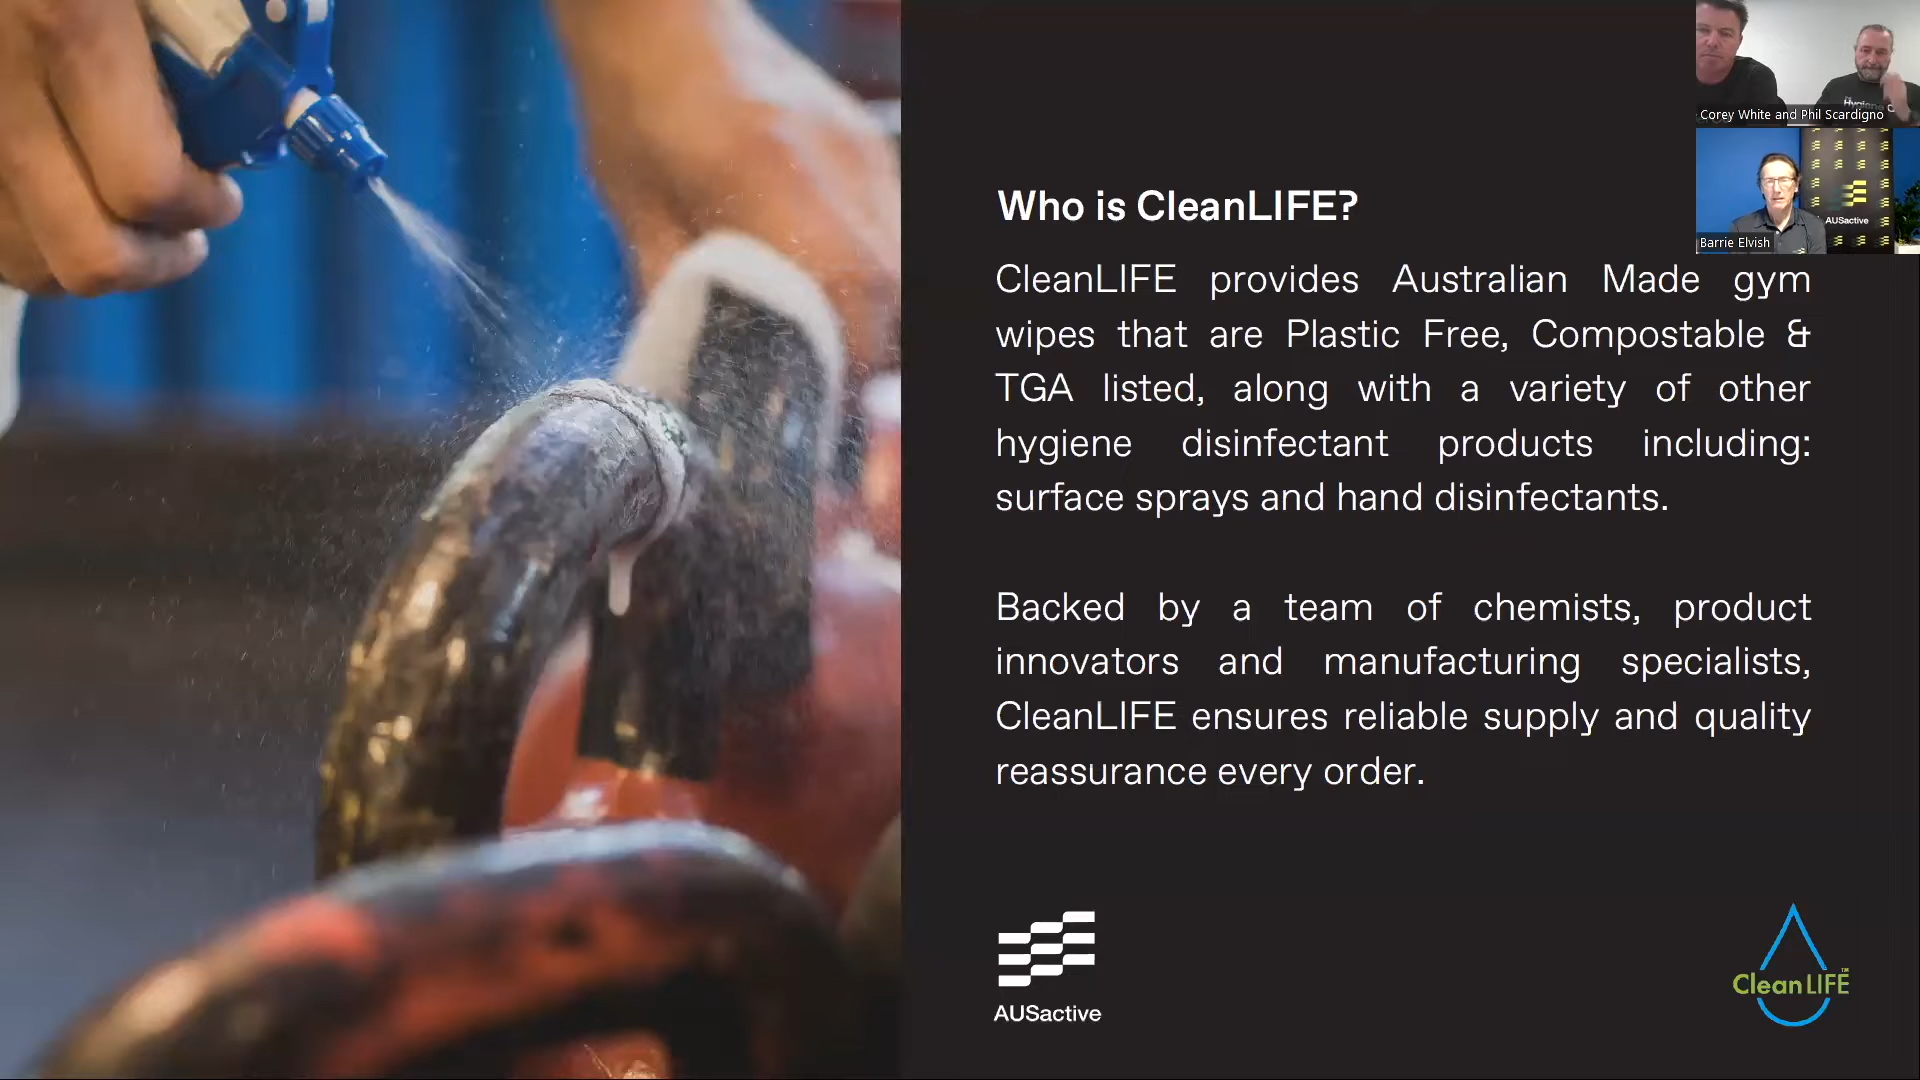 Corey White and Phil Scardigno
AUSactive
Barrie Elvish
Who is CleanLIFE?
CleanLIFE provides Australian Made gym
wipes that are Plastic Free, Compostable &
TGA listed, along with a variety of other
hygiene disinfectant products including:
surface sprays and hand disinfectants.
Backed by a team of chemists, product
innovators and manufacturing specialists,
CleanLIFE ensures reliable supply and quality
reassurance every order.
AUSactive
CleanLIFE™